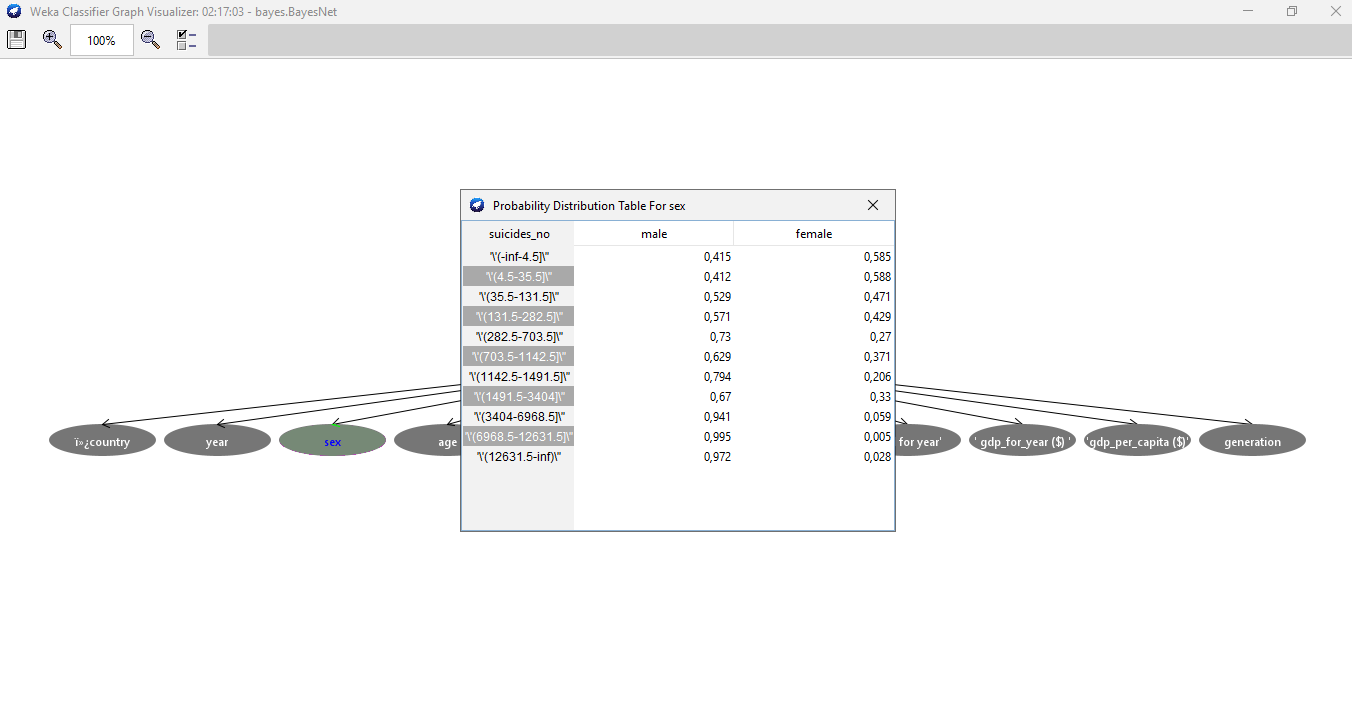 Weka Classifier Graph Visualizer: 02:17:03 - bayes.BayesNet
100%
Probability Distribution Table For sex
suicides_no male female
'\'(-inf-4.5]\'' 0,415 0,585
'\'(4.5-35.5]\'' 0,412 0,588
'\'(35.5-131.5]\'' 0,529 0,471
'\'(131.5-282.5]\'' 0,571 0,429
'\'(282.5-703.5]\'' 0,73 0,27
'\'(703.5-1142.5]\'' 0,629 0,371
'\'(1142.5-1491.5]\'' 0,794 0,206
'\'(1491.5-3404]\'' 0,67 0,33
'\'(3404-6968.5]\'' 0,941 0,059
'\'(6968.5-12631.5]\'' 0,995 0,005
'\'(12631.5-inf)\'' 0,972 0,028
ï»¿country year sex age for year' ' gdp_for_year ($) ' 'gdp_per_capita ($)' generation